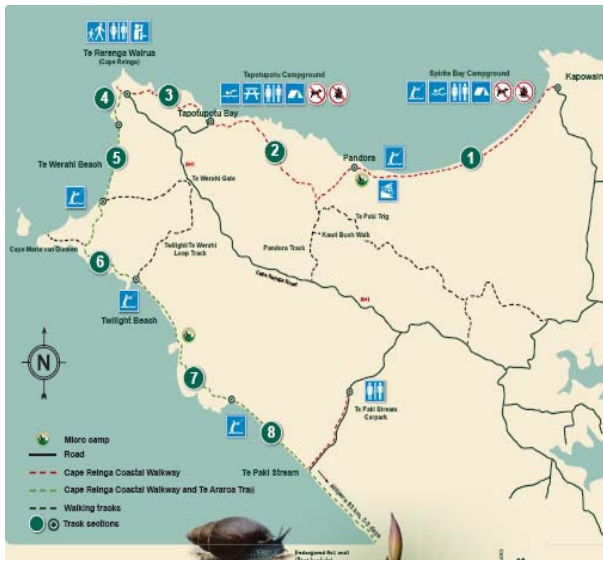 Te Rerenga Wairua
(Cape Reinga)
4
3
Tapotupotu Campground
Spirits Bay Campground
Kapowairu
Tapotupotu Bay
5
Te Werahi Beach
SH1
2
Pandora
1
Te Werahi Gate
Te Paki Trig
Kauri Bush Walk
Pandora Track
Cape Maria van Diemen
6
Twilight/Te Werahi
Loop Track
Cape Reinga Road
SH1
Twilight Beach
N
7
8
Te Paki Stream
Carpark
Te Paki Stream
Micro camp
Road
Cape Reinga Coastal Walkway
Cape Reinga Coastal Walkway and Te Araroa Trail
Walking tracks
Track sections